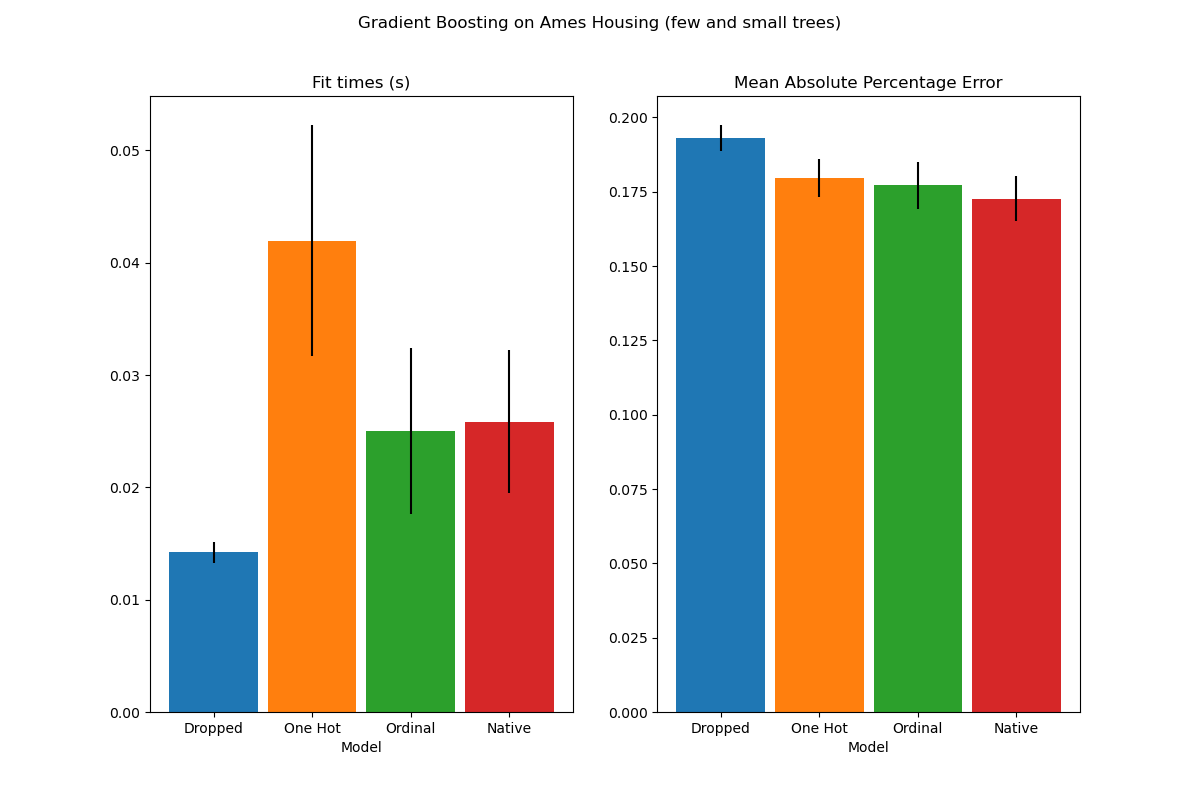 Gradient Boosting on Ames Housing (few and small trees)
Fit times (s)
0.05
0.04
0.03
0.02
0.01
0.00
Dropped One Hot Ordinal Native
Model
Mean Absolute Percentage Error
0.200
0.175
0.150
0.125
0.100
0.075
0.050
0.025
0.000
Dropped One Hot Ordinal Native
Model